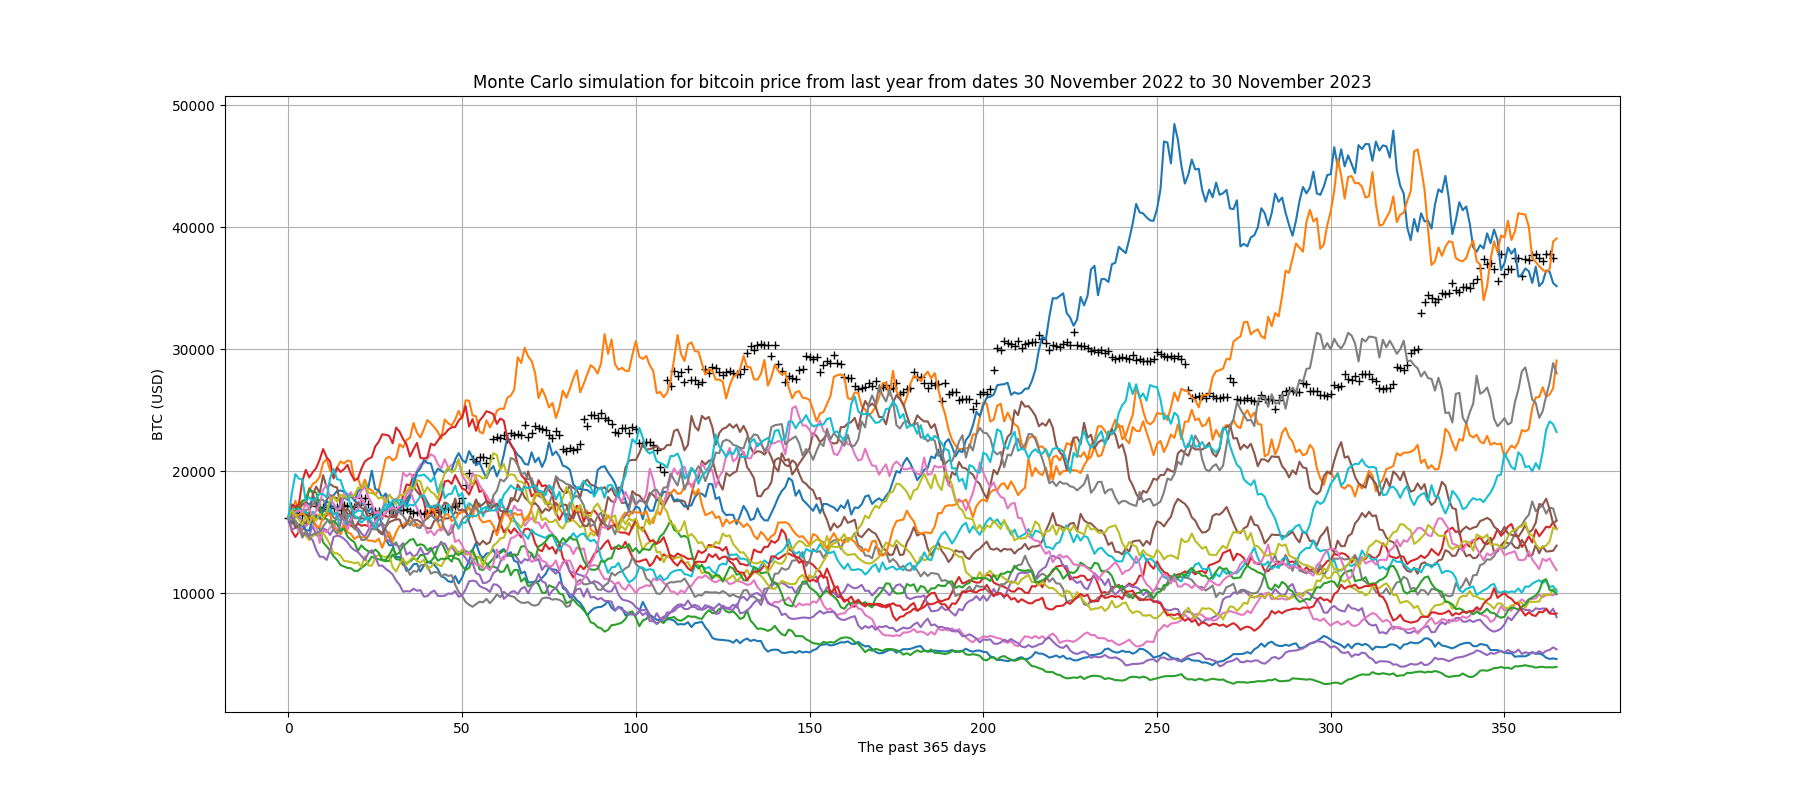 Monte Carlo simulation for bitcoin price from last year from dates 30 November 2022 to 30 November 2023
50000
40000
30000
20000
10000
BTC (USD)
0 50 100 150 200 250 300 350
The past 365 days